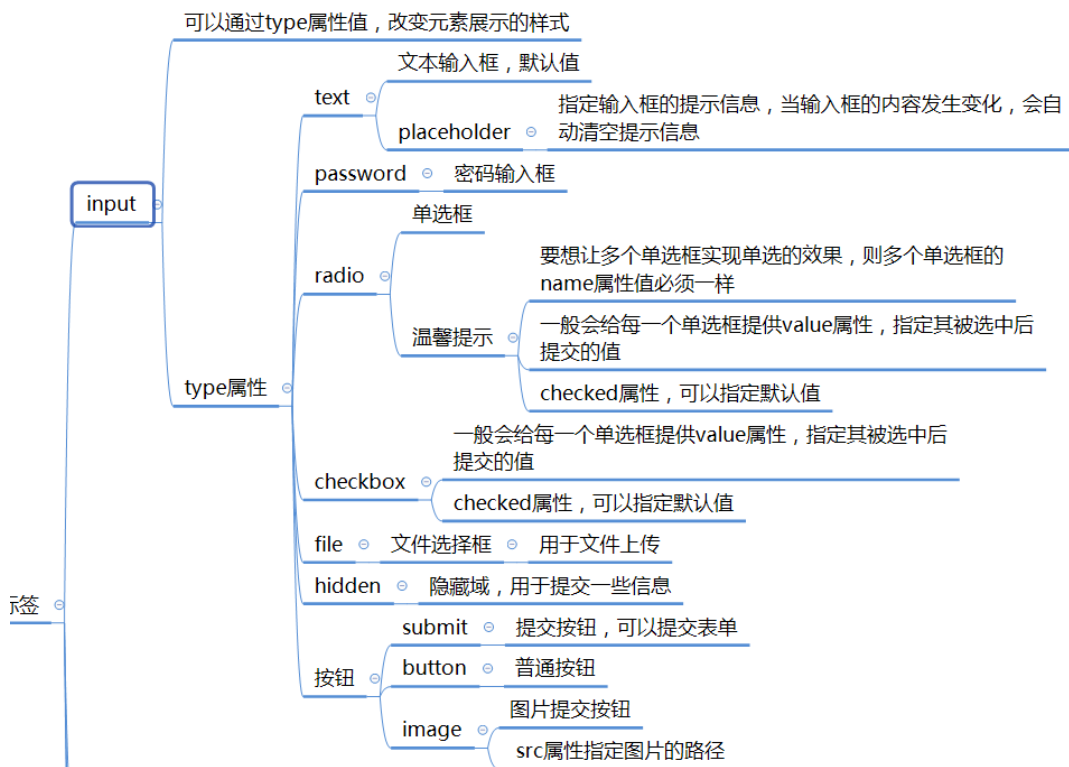 可以通过type属性值，改变元素展示的样式
文本输入框，默认值
text
指定输入框的提示信息，当输入框的内容发生变化，会自
动清空提示信息
placeholder
password
密码输入框
input
单选框
要想让多个单选框实现单选的效果，则多个单选框的
name属性值必须一样
radio
一般会给每一个单选框提供value属性，指定其被选中后
提交的值
温馨提示
type属性
checked属性，可以指定默认值
一般会给每一个单选框提供value属性，指定其被选中后
提交的值
checkbox
checked属性，可以指定默认值
file
文件选择框
用于文件上传
hidden
隐藏域，用于提交一些信息
标签
submit
提交按钮，可以提交表单
button
普通按钮
按钮
图片提交按钮
image
src属性指定图片的路径